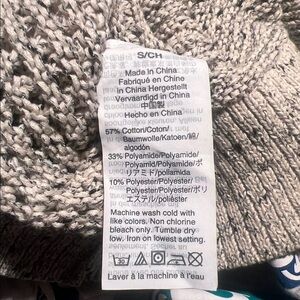 S/CH
Made in China
Fabriqué en Chine
in China Hergestellt
Vervaardigd in China
中国製
Hecho en China
57% Cotton/Coton/
Baumwolle/Katoen/綿/
algodón
33% Polyamide/Polyamide/
Polyamid/Polyamide/ポ
リアミド/poliamida
10% Polyester/Polyester/
Polyester/Polyester/ポリ
エステル/poliéster
Machine wash cold with
like colors. Non chlorine
bleach only. Tumble dry
low. Iron on lowest setting.
Laver à la machine à l'eau